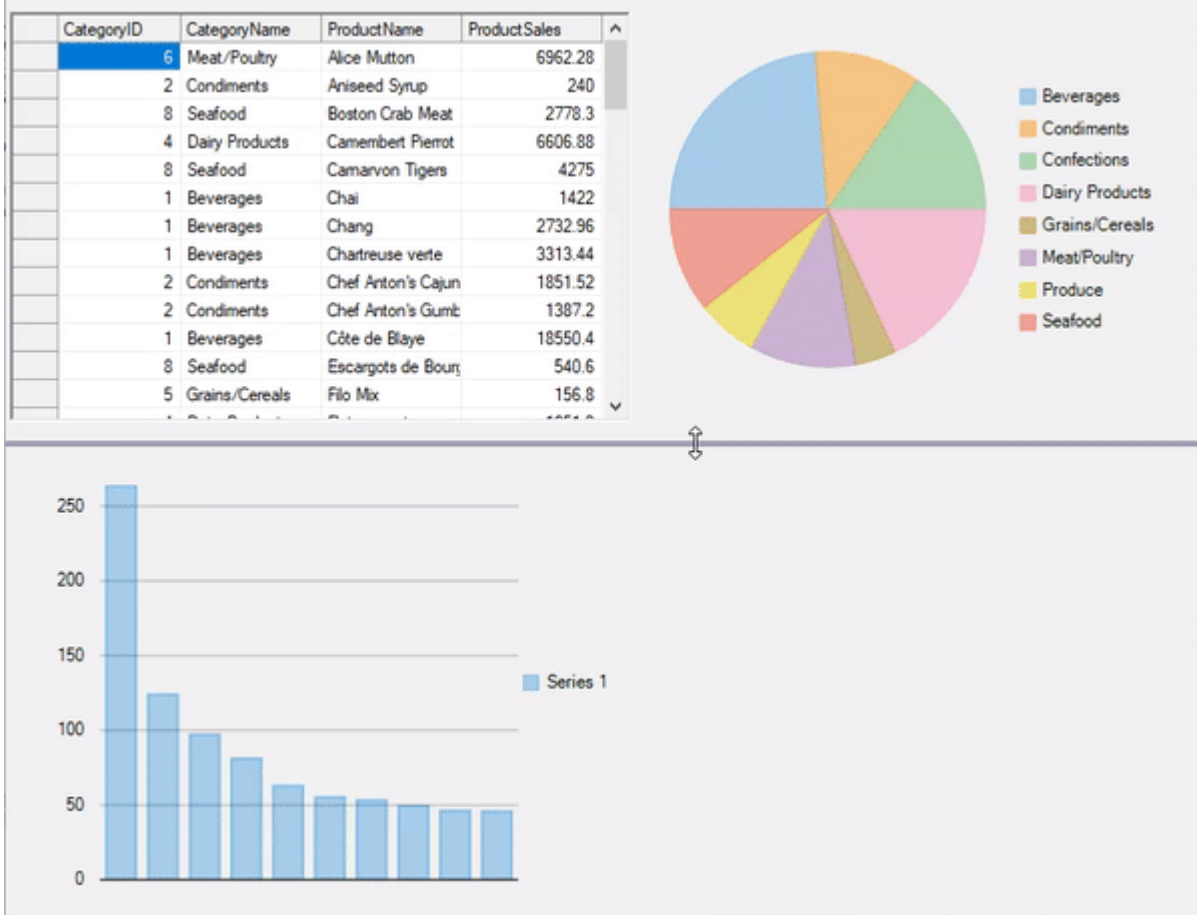 CategoryID CategoryName ProductName ProductSales
6 Meat/Poultry Alice Mutton 6962.28
2 Condiments Aniseed Syrup 240
8 Seafood Boston Crab Meat 2778.3
4 Dairy Products Camembert Pierrot 6606.88
8 Seafood Carnarvon Tigers 4275
1 Beverages Chai 1422
1 Beverages Chang 2732.96
1 Beverages Chartreuse verte 3313.44
2 Condiments Chef Anton's Cajun 1851.52
2 Condiments Chef Anton's Gumb 1387.2
1 Beverages Côte de Blaye 18550.4
8 Seafood Escargots de Bourg 540.6
5 Grains/Cereals Filo Mix 156.8
Beverages
Condiments
Confections
Dairy Products
Grains/Cereals
Meat/Poultry
Produce
Seafood
250
200
150
100
50
0
Series 1